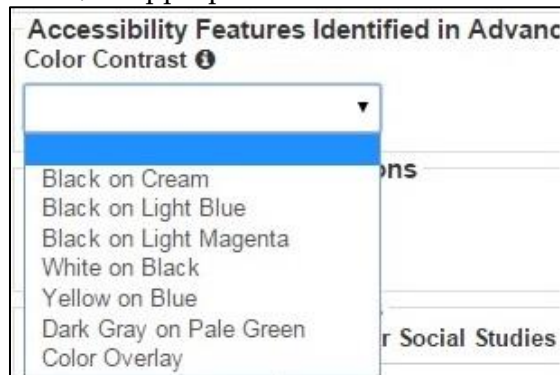 Accessibility Features Identified in Advanc
Color Contrast
ons
Black on Cream
Black on Light Blue
Black on Light Magenta
White on Black
Yellow on Blue
Dark Gray on Pale Green
r Social Studies
Color Overlay